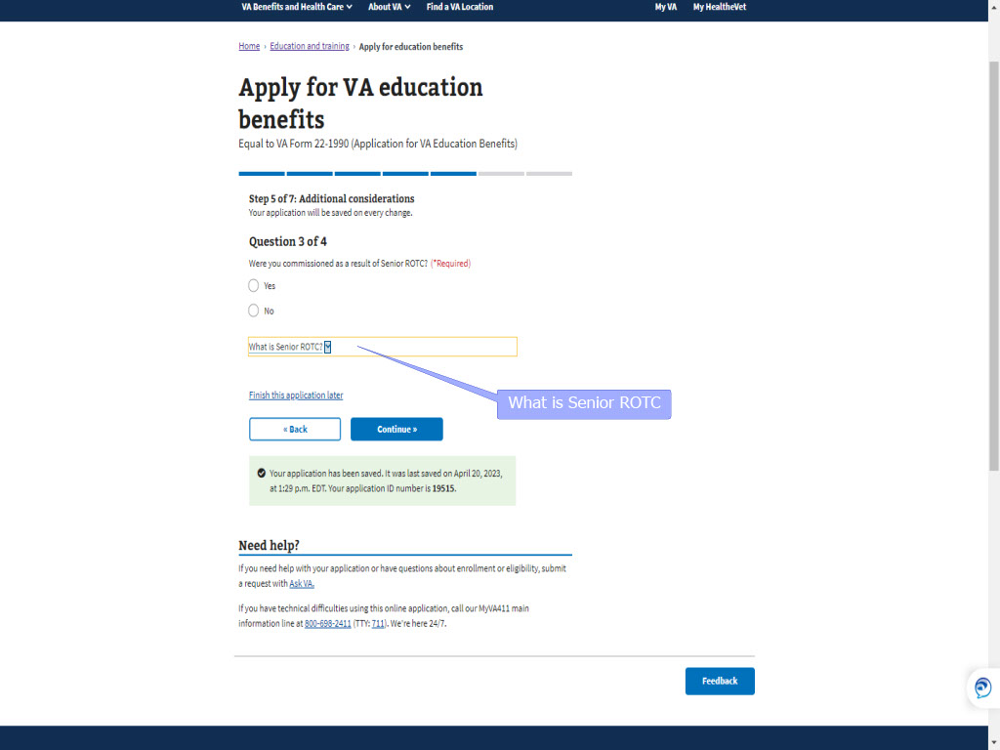 VA Benefits and Health Care About VA Find a VA Location My VA My HealtheVet
Home › Education and training › Apply for education benefits
Apply for VA education
benefits
Equal to VA Form 22-1990 (Application for VA Education Benefits)
Step 5 of 7: Additional considerations
Your application will be saved on every change.
Question 3 of 4
Were you commissioned as a result of Senior ROTC? (*Required)
Yes
No
What is Senior ROTC?
What is Senior ROTC
Finish this application later
« Back Continue »
Your application has been saved. It was last saved on April 20, 2023,
at 1:29 p.m. EDT. Your application ID number is 19515.
Need help?
If you need help with your application or have questions about enrollment or eligibility, submit
a request with Ask VA.
If you have technical difficulties using this online application, call our MyVA411 main
information line at 800-698-2411 (TTY: 711). We're here 24/7.
Feedback